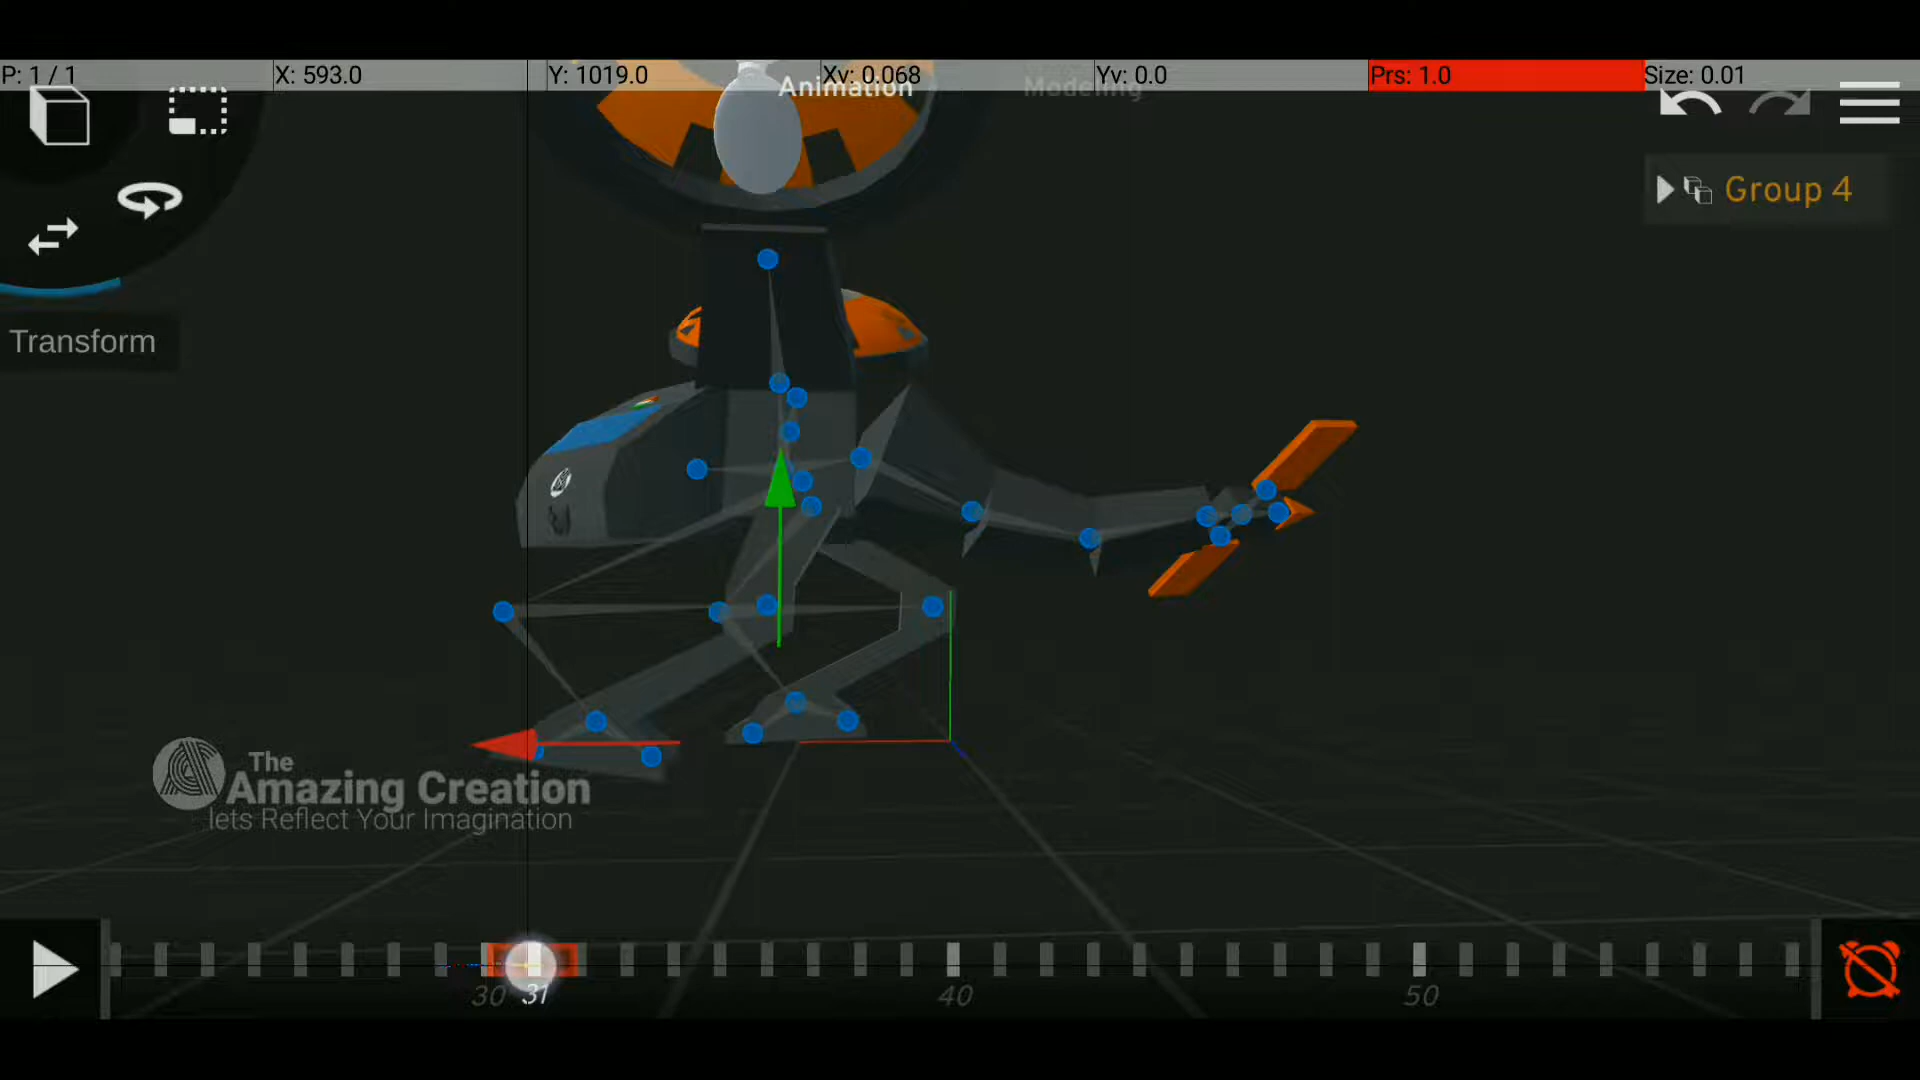 P: 1 / 1
X: 593.0
Y: 1019.0
Xv: 0.068
Yv: 0.0
Prs: 1.0
Size: 0.01
Animation
Modeling
Group 4
Transform
The
Amazing Creation
lets Reflect Your Imagination
30
31
40
50